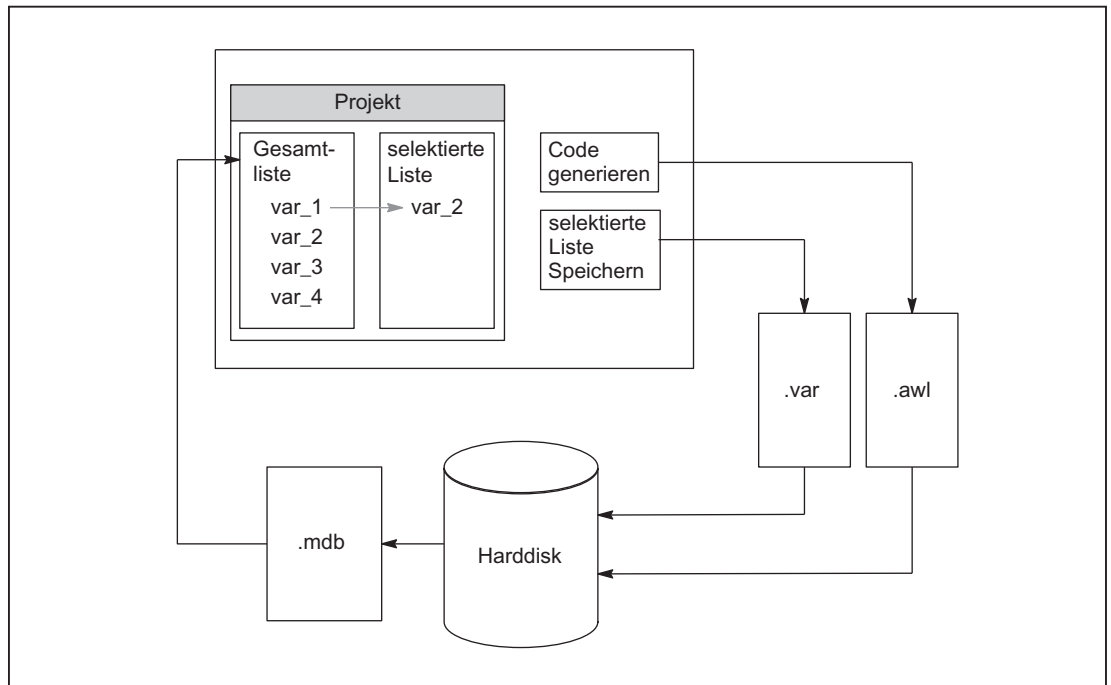 Projekt
Gesamt-
liste
var_1
var_2
var_3
var_4
selektierte
Liste
var_2
Code
generieren
selektierte
Liste
Speichern
.var
.awl
.mdb
Harddisk